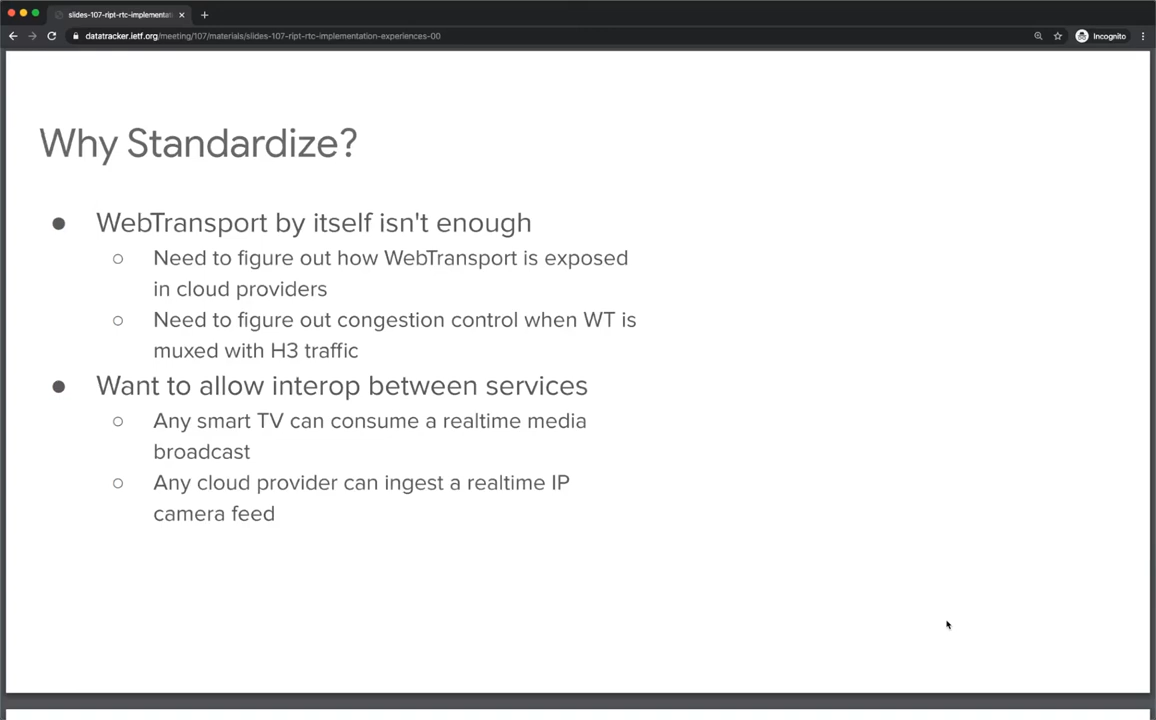 slides-107-ript-rtc-implementat
datatracker.ietf.org/meeting/107/materials/slides-107-ript-rtc-implementation-experiences-00
Incognito
Why Standardize?
● WebTransport by itself isn't enough
○ Need to figure out how WebTransport is exposed
in cloud providers
○ Need to figure out congestion control when WT is
muxed with H3 traffic
● Want to allow interop between services
○ Any smart TV can consume a realtime media
broadcast
○ Any cloud provider can ingest a realtime IP
camera feed